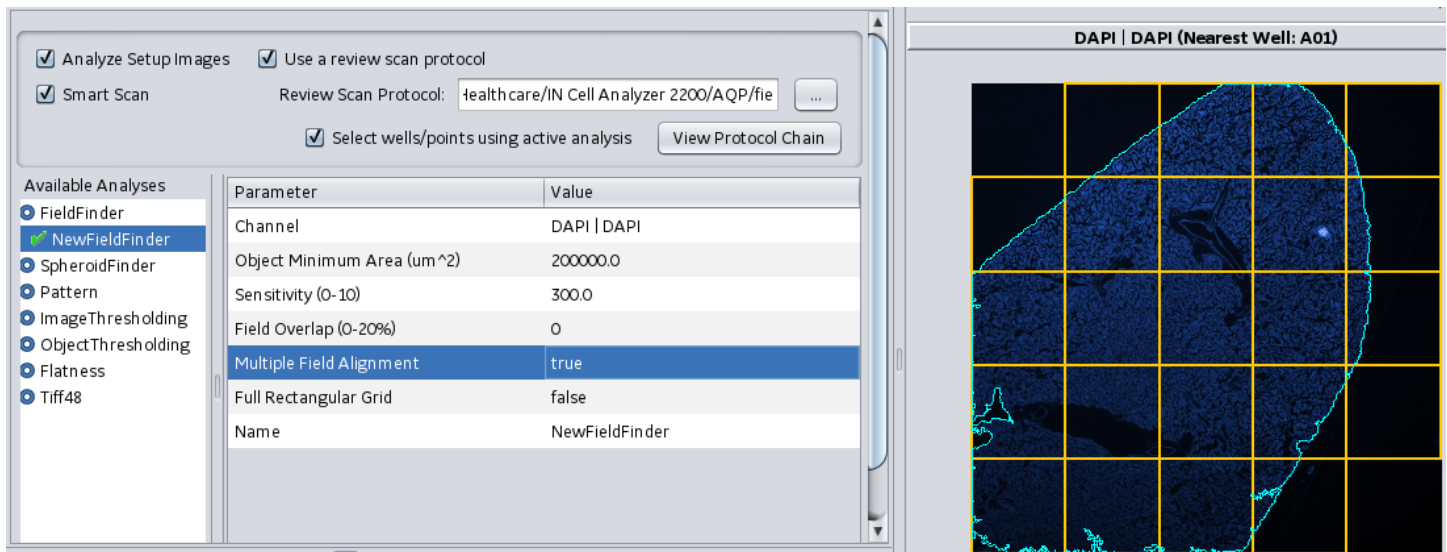 Analyze Setup Images
Use a review scan protocol
Smart Scan
Review Scan Protocol:
Healthcare/IN Cell Analyzer 2200/AQP/fie
...
Select wells/points using active analysis
View Protocol Chain
Available Analyses
FieldFinder
NewFieldFinder
SpheroidFinder
Pattern
ImageThresholding
ObjectThresholding
Flatness
Tiff48
Parameter Value
Channel DAPI | DAPI
Object Minimum Area (um^2) 200000.0
Sensitivity (0-10) 300.0
Field Overlap (0-20%) 0
Multiple Field Alignment true
Full Rectangular Grid false
Name NewFieldFinder
DAPI | DAPI (Nearest Well: A01)